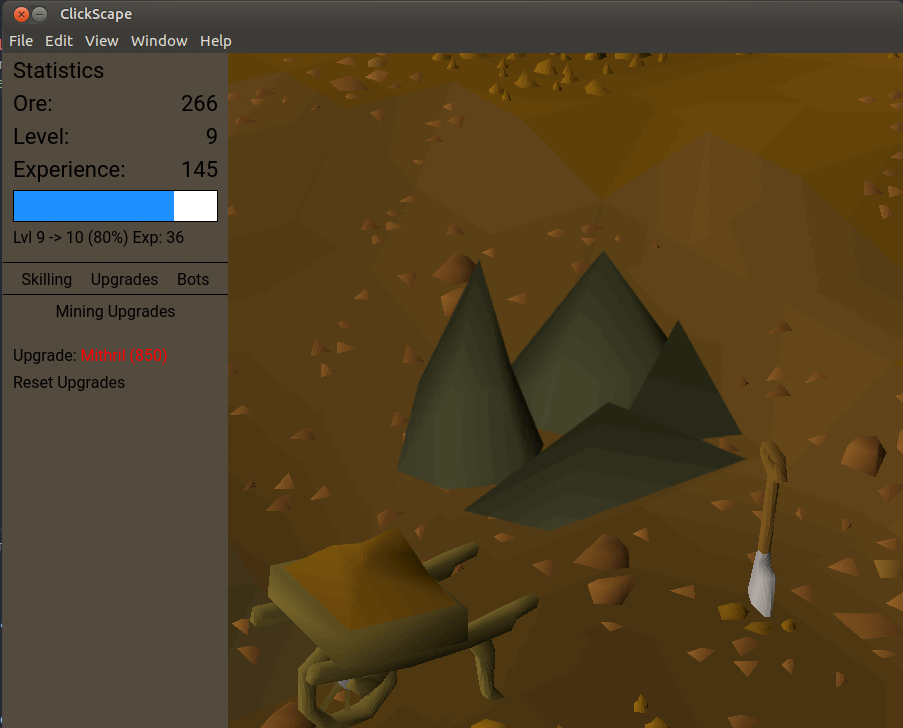 ClickScape
File Edit View Window Help
Statistics
Ore: 266
Level: 9
Experience: 145
Lvl 9 -> 10 (80%) Exp: 36
Skilling Upgrades Bots
Mining Upgrades
Upgrade: Mithril (850)
Reset Upgrades